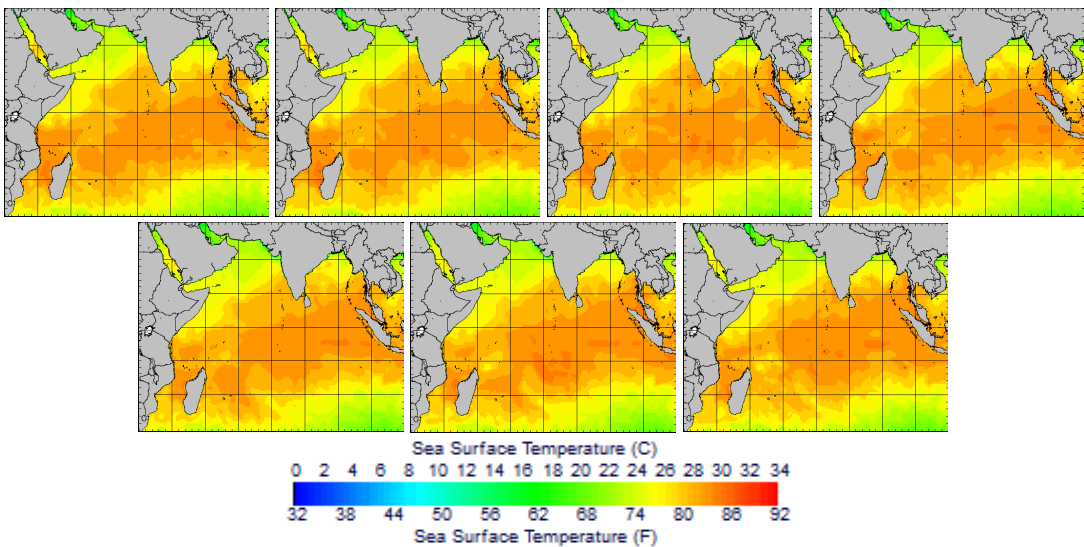 Sea Surface Temperature (C)
0 2 4 6 8 10 12 14 16 18 20 22 24 26 28 30 32 34
32 38 44 50 56 62 68 74 80 86 92
Sea Surface Temperature (F)